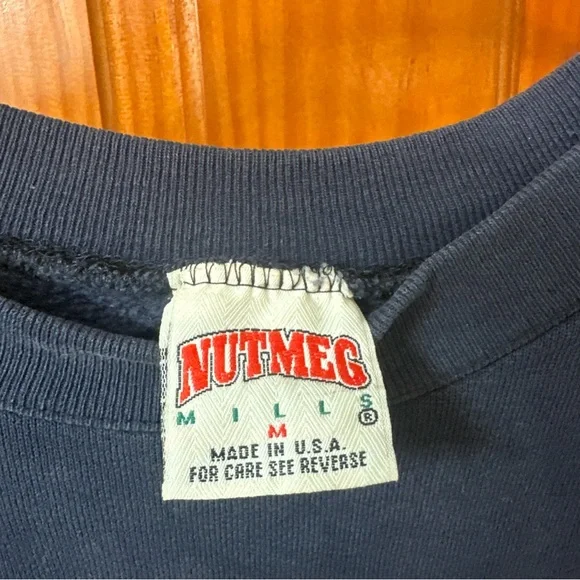 NUTMEG
MILLS
®
M
MADE IN U.S.A.
FOR CARE SEE REVERSE